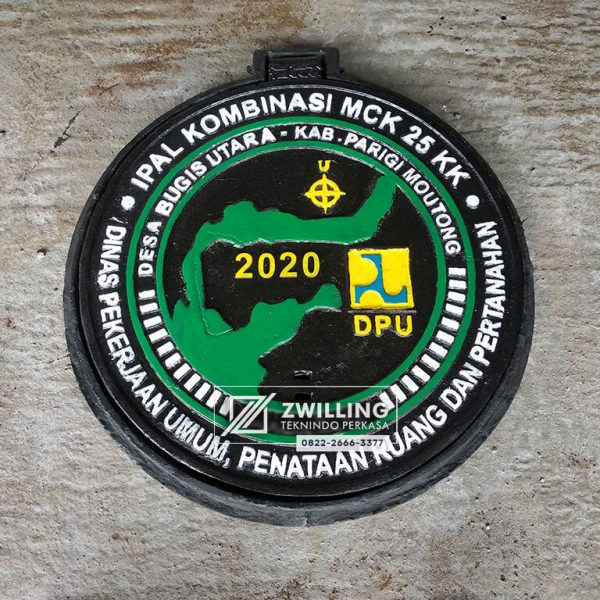 IPAL KOMBINASI MCK 25 KK
DESA BUGIS UTARA - KAB. PARIGI MOUTONG
U
2020
DPU
ZWILLING
TEKNINDO PERKASA
0822-2666-3377
DINAS PEKERJAAN UMUM, PENATAAN RUANG DAN PERTANAHAN